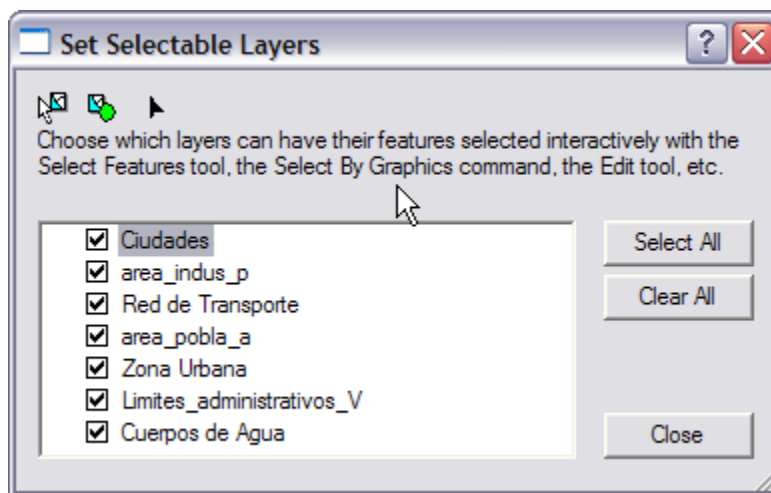 Set Selectable Layers
?
Choose which layers can have their features selected interactively with the
Select Features tool, the Select By Graphics command, the Edit tool, etc.
Ciudades
area_indus_p
Red de Transporte
area_pobla_a
Zona Urbana
Limites_administrativos_V
Cuerpos de Agua
Select All
Clear All
Close